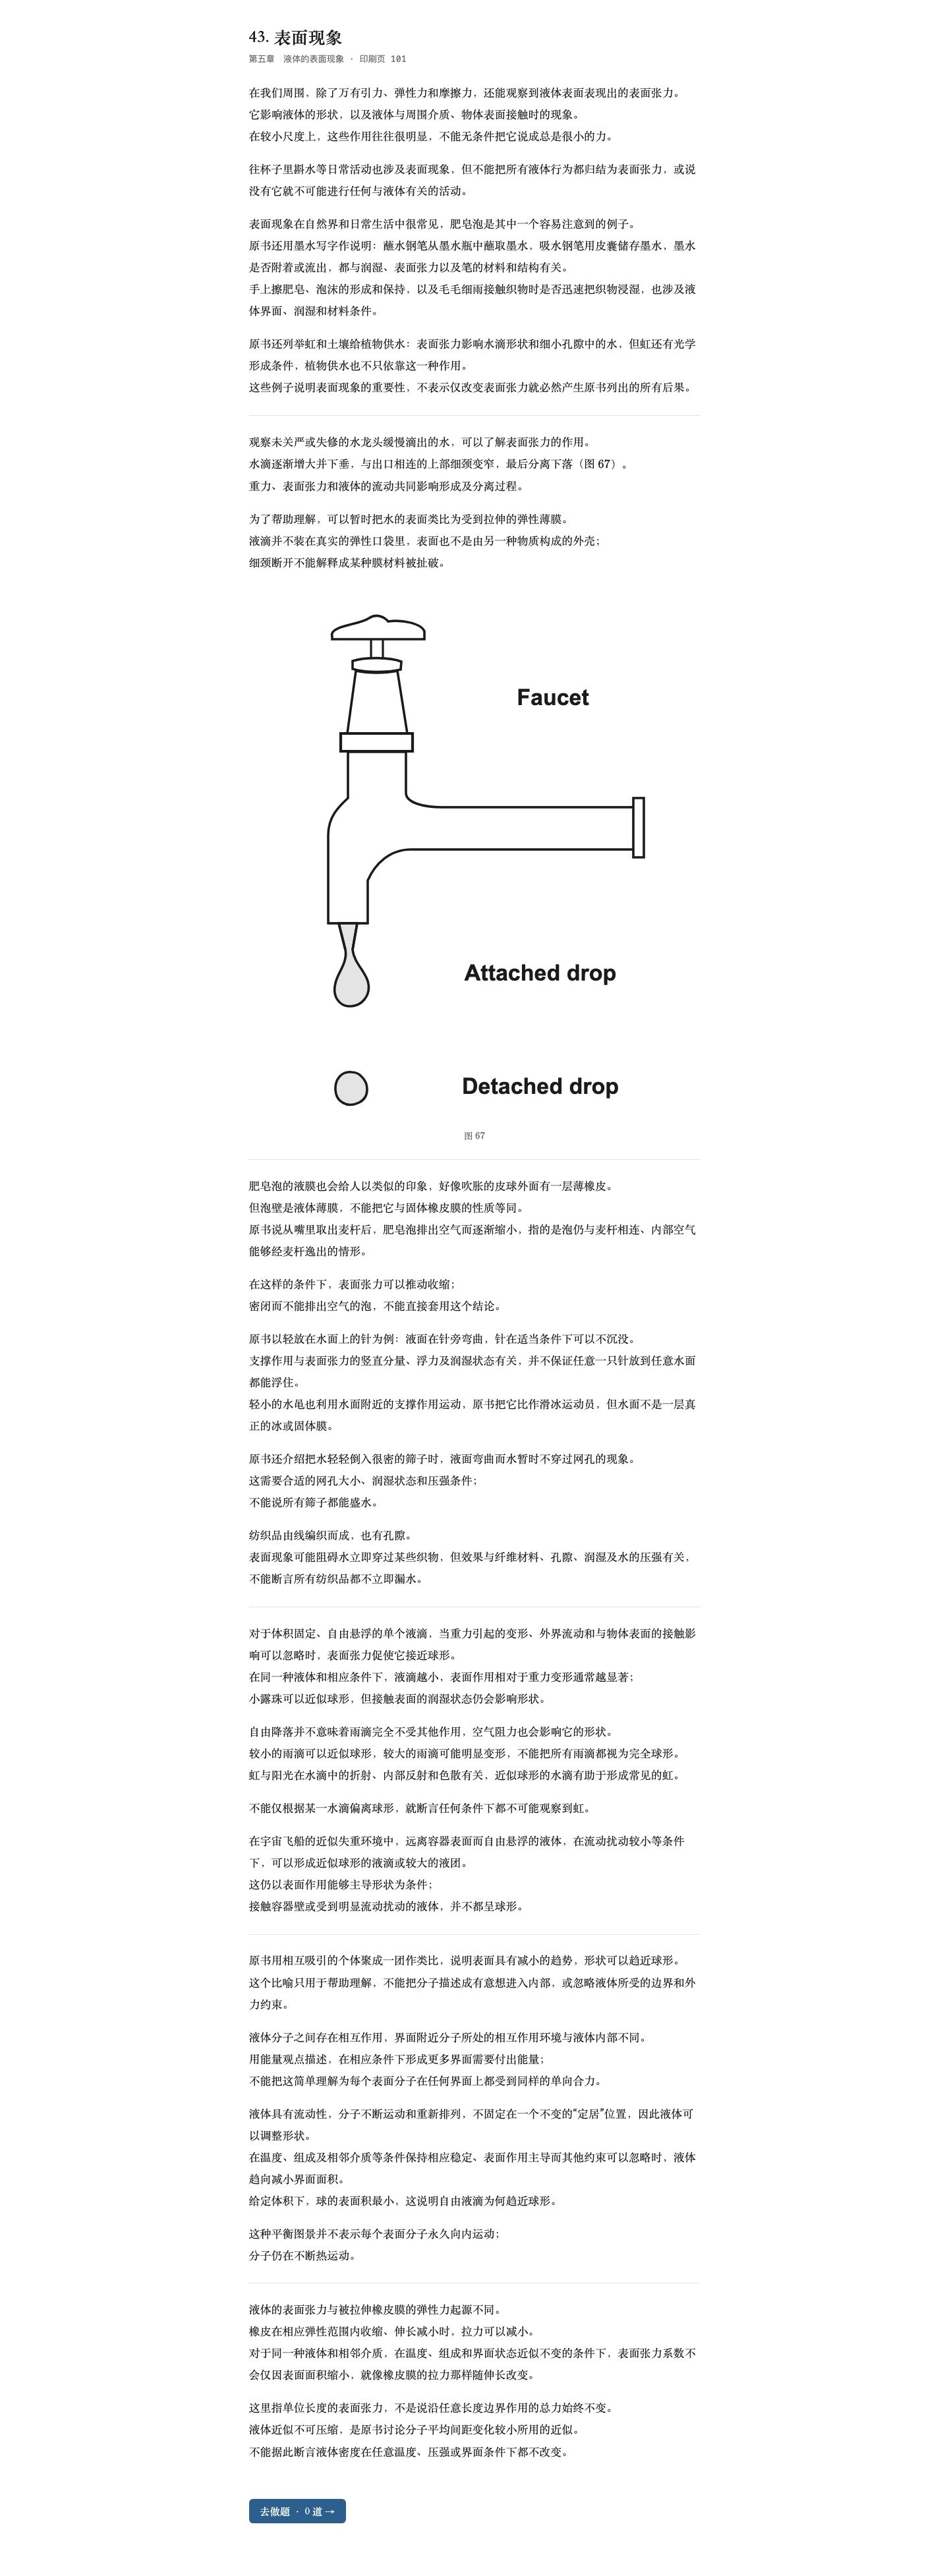 43. 表面现象
第五章　液体的表面现象 · 印刷页 101
在我们周围，除了万有引力、弹性力和摩擦力，还能观察到液体表面表现出的表面张力。
它影响液体的形状，以及液体与周围介质、物体表面接触时的现象。
在较小尺度上，这些作用往往很明显，不能无条件把它说成总是很小的力。
往杯子里斟水等日常活动也涉及表面现象，但不能把所有液体行为都归结为表面张力，或说
没有它就不可能进行任何与液体有关的活动。
表面现象在自然界和日常生活中很常见，肥皂泡是其中一个容易注意到的例子。
原书还用墨水写字作说明：蘸水钢笔从墨水瓶中蘸取墨水，吸水钢笔用皮囊储存墨水，墨水
是否附着或流出，都与润湿、表面张力以及笔的材料和结构有关。
手上擦肥皂、泡沫的形成和保持，以及毛毛细雨接触织物时是否迅速把织物浸湿，也涉及液
体界面、润湿和材料条件。
原书还列举虹和土壤给植物供水：表面张力影响水滴形状和细小孔隙中的水，但虹还有光学
形成条件，植物供水也不只依靠这一种作用。
这些例子说明表面现象的重要性，不表示仅改变表面张力就必然产生原书列出的所有后果。
观察未关严或失修的水龙头缓慢滴出的水，可以了解表面张力的作用。
水滴逐渐增大并下垂，与出口相连的上部细颈变窄，最后分离下落（图 67）。
重力、表面张力和液体的流动共同影响形成及分离过程。
为了帮助理解，可以暂时把水的表面类比为受到拉伸的弹性薄膜。
液滴并不装在真实的弹性口袋里，表面也不是由另一种物质构成的外壳；
细颈断开不能解释成某种膜材料被扯破。
Faucet
Attached drop
Detached drop
图 67
肥皂泡的液膜也会给人以类似的印象，好像吹胀的皮球外面有一层薄橡皮。
但泡壁是液体薄膜，不能把它与固体橡皮膜的性质等同。
原书说从嘴里取出麦杆后，肥皂泡排出空气而逐渐缩小，指的是泡仍与麦杆相连、内部空气
能够经麦杆逸出的情形。
在这样的条件下，表面张力可以推动收缩；
密闭而不能排出空气的泡，不能直接套用这个结论。
原书以轻放在水面上的针为例：液面在针旁弯曲，针在适当条件下可以不沉没。
支撑作用与表面张力的竖直分量、浮力及润湿状态有关，并不保证任意一只针放到任意水面
都能浮住。
轻小的水黾也利用水面附近的支撑作用运动，原书把它比作滑冰运动员，但水面不是一层真
正的冰或固体膜。
原书还介绍把水轻轻倒入很密的筛子时，液面弯曲而水暂时不穿过网孔的现象。
这需要合适的网孔大小、润湿状态和压强条件；
不能说所有筛子都能盛水。
纺织品由线编织而成，也有孔隙。
表面现象可能阻碍水立即穿过某些织物，但效果与纤维材料、孔隙、润湿及水的压强有关，
不能断言所有纺织品都不立即漏水。
对于体积固定、自由悬浮的单个液滴，当重力引起的变形、外界流动和与物体表面的接触影
响可以忽略时，表面张力促使它接近球形。
在同一种液体和相应条件下，液滴越小，表面作用相对于重力变形通常越显著；
小露珠可以近似球形，但接触表面的润湿状态仍会影响形状。
自由降落并不意味着雨滴完全不受其他作用，空气阻力也会影响它的形状。
较小的雨滴可以近似球形，较大的雨滴可能明显变形，不能把所有雨滴都视为完全球形。
虹与阳光在水滴中的折射、内部反射和色散有关，近似球形的水滴有助于形成常见的虹。
不能仅根据某一水滴偏离球形，就断言任何条件下都不可能观察到虹。
在宇宙飞船的近似失重环境中，远离容器表面而自由悬浮的液体，在流动扰动较小等条件
下，可以形成近似球形的液滴或较大的液团。
这仍以表面作用能够主导形状为条件；
接触容器壁或受到明显流动扰动的液体，并不都呈球形。
原书用相互吸引的个体聚成一团作类比，说明表面具有减小的趋势，形状可以趋近球形。
这个比喻只用于帮助理解，不能把分子描述成有意想进入内部，或忽略液体所受的边界和外
力约束。
液体分子之间存在相互作用，界面附近分子所处的相互作用环境与液体内部不同。
用能量观点描述，在相应条件下形成更多界面需要付出能量；
不能把这简单理解为每个表面分子在任何界面上都受到同样的单向合力。
液体具有流动性，分子不断运动和重新排列，不固定在一个不变的“定居”位置，因此液体可
以调整形状。
在温度、组成及相邻介质等条件保持相应稳定、表面作用主导而其他约束可以忽略时，液体
趋向减小界面面积。
给定体积下，球的表面积最小，这说明自由液滴为何趋近球形。
这种平衡图景并不表示每个表面分子永久向内运动；
分子仍在不断热运动。
液体的表面张力与被拉伸橡皮膜的弹性力起源不同。
橡皮在相应弹性范围内收缩、伸长减小时，拉力可以减小。
对于同一种液体和相邻介质，在温度、组成和界面状态近似不变的条件下，表面张力系数不
会仅因表面面积缩小，就像橡皮膜的拉力那样随伸长改变。
这里指单位长度的表面张力，不是说沿任意长度边界作用的总力始终不变。
液体近似不可压缩，是原书讨论分子平均间距变化较小所用的近似。
不能据此断言液体密度在任意温度、压强或界面条件下都不改变。
去做题 · 0 道 →